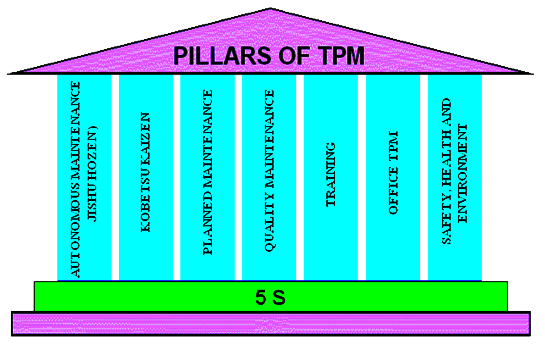 PILLARS OF TPM
AUTONOMOUS MAINTENANCE
JISHU HOZEN)
KOBETSU KAIZEN
PLANNED MAINTENANCE
QUALITY MAINTENANCE
TRAINING
OFFICE TPM
SAFETY, HEALTH AND
ENVIRONMENT
5 S